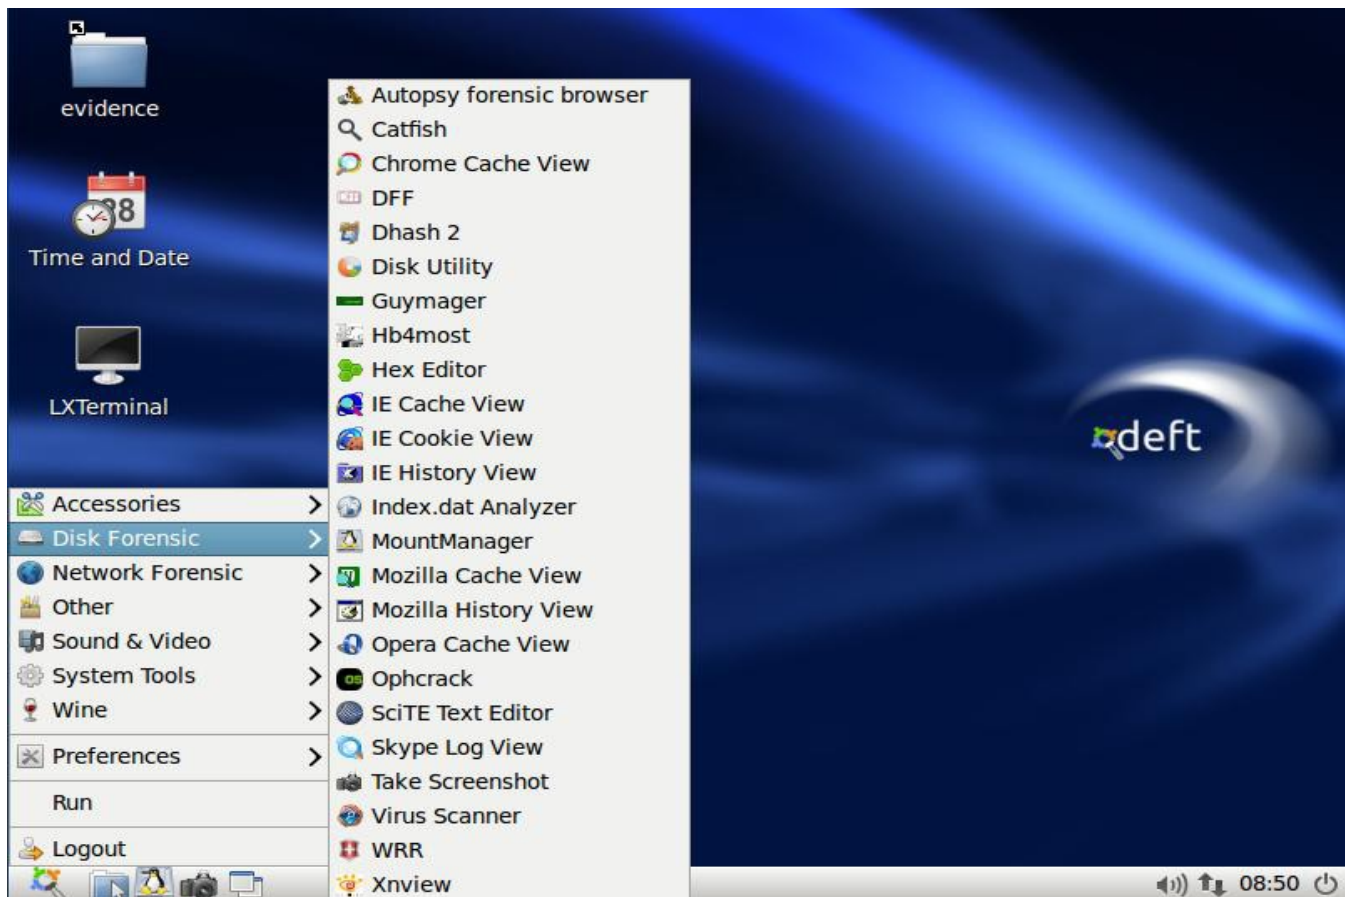 evidence
Time and Date
LXTerminal
Accessories
Disk Forensic
Network Forensic
Other
Sound & Video
System Tools
Wine
Preferences
Run
Logout
Autopsy forensic browser
Catfish
Chrome Cache View
DFF
Dhash 2
Disk Utility
Guymager
Hb4most
Hex Editor
IE Cache View
IE Cookie View
IE History View
Index.dat Analyzer
MountManager
Mozilla Cache View
Mozilla History View
Opera Cache View
Ophcrack
SciTE Text Editor
Skype Log View
Take Screenshot
Virus Scanner
WRR
Xnview
deft
08:50